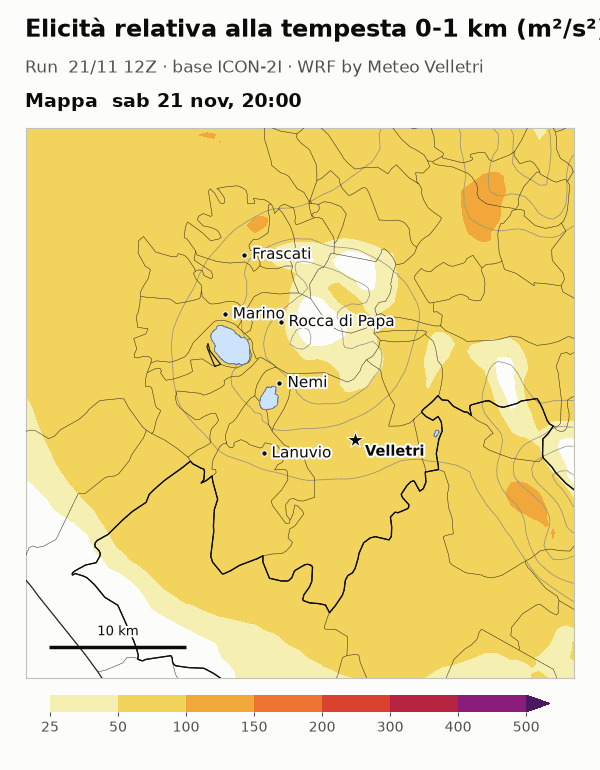 Elicità relativa alla tempesta 0-1 km (m²/s²)
Run  21/11 12Z · base ICON-2I · WRF by Meteo Velletri
Mappa  sab 21 nov, 20:00
Frascati
Marino
Rocca di Papa
Nemi
Velletri
Lanuvio
10 km
25 50 100 150 200 300 400 500